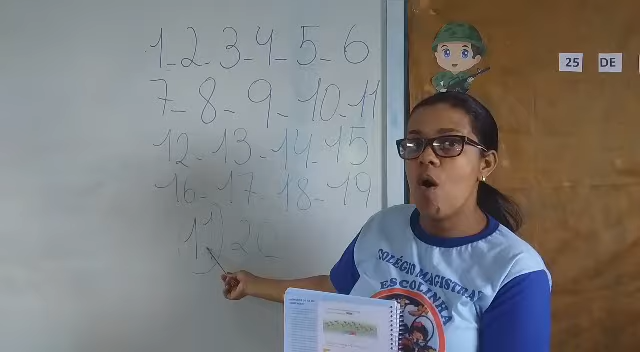 1-2-3-4-5-6
7-8-9-10-11
12-13-14-15
16-17-18-19
20
25 DE
COLÉGIO MAGISTRAL
ESCOLINHA